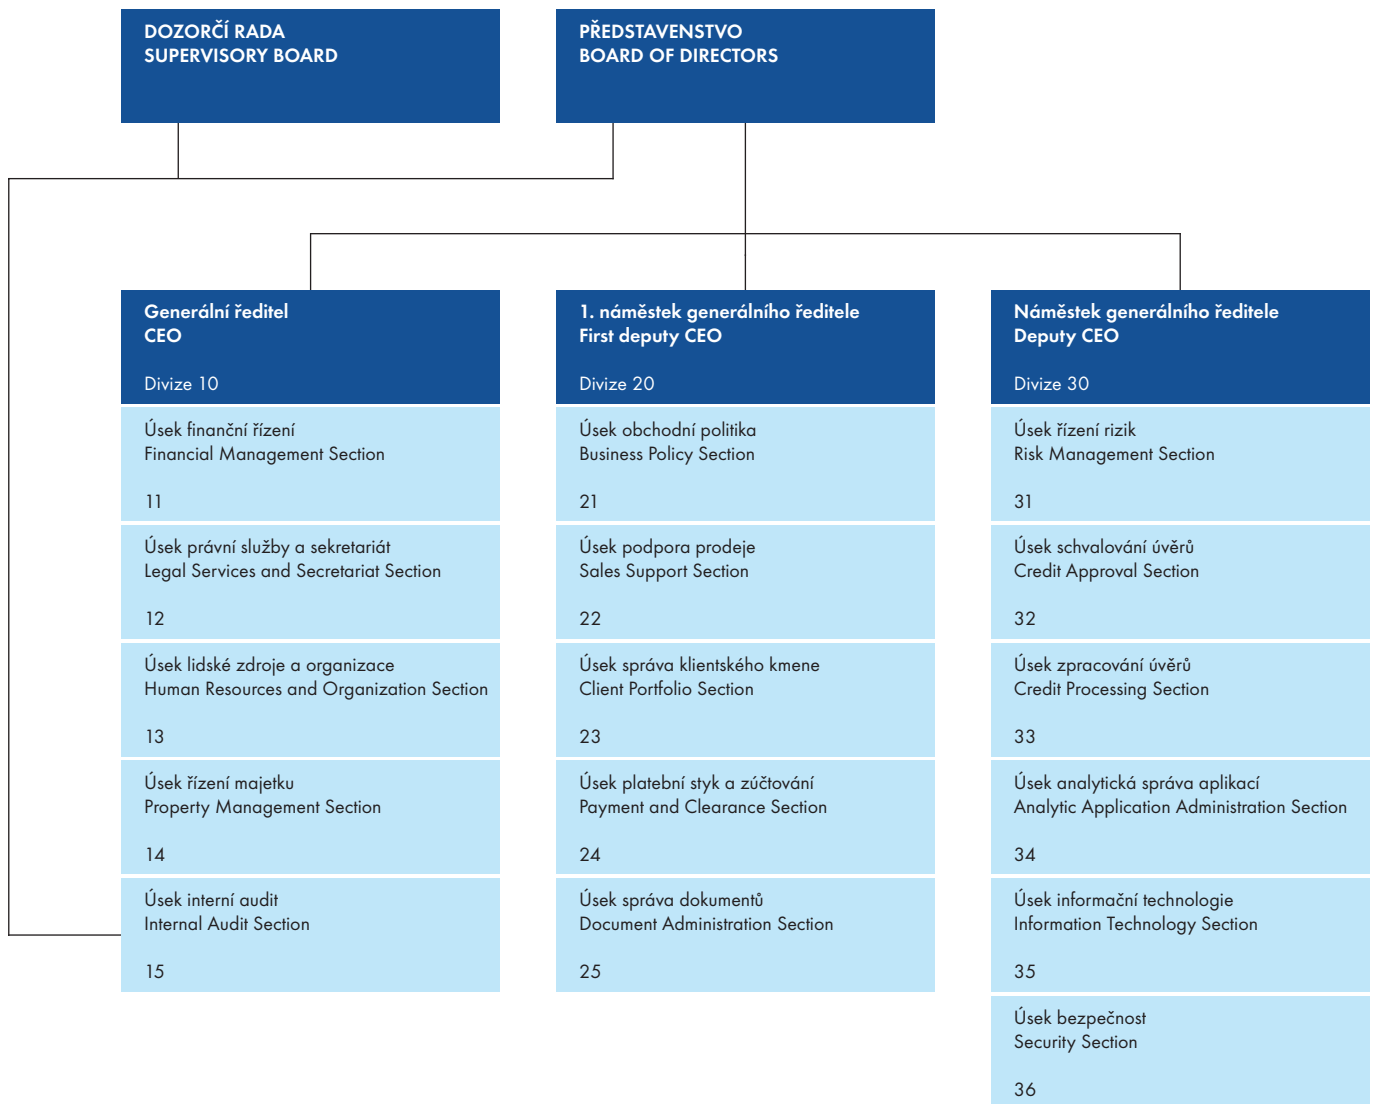 DOZORČÍ RADA
SUPERVISORY BOARD
PŘEDSTAVENSTVO
BOARD OF DIRECTORS
Generální ředitel
CEO
Divize 10
Úsek finanční řízení
Financial Management Section
11
Úsek právní služby a sekretariát
Legal Services and Secretariat Section
12
Úsek lidské zdroje a organizace
Human Resources and Organization Section
13
Úsek řízení majetku
Property Management Section
14
Úsek interní audit
Internal Audit Section
15
1. náměstek generálního ředitele
First deputy CEO
Divize 20
Úsek obchodní politika
Business Policy Section
21
Úsek podpora prodeje
Sales Support Section
22
Úsek správa klientského kmene
Client Portfolio Section
23
Úsek platební styk a zúčtování
Payment and Clearance Section
24
Úsek správa dokumentů
Document Administration Section
25
Náměstek generálního ředitele
Deputy CEO
Divize 30
Úsek řízení rizik
Risk Management Section
31
Úsek schvalování úvěrů
Credit Approval Section
32
Úsek zpracování úvěrů
Credit Processing Section
33
Úsek analytická správa aplikací
Analytic Application Administration Section
34
Úsek informační technologie
Information Technology Section
35
Úsek bezpečnost
Security Section
36